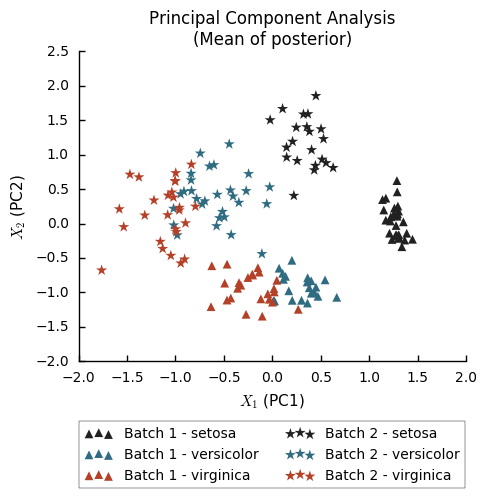 Principal Component Analysis
(Mean of posterior)
2.5
2.0
1.5
1.0
0.5
0.0
−0.5
−1.0
−1.5
−2.0
X₂ (PC2)
−2.0 −1.5 −1.0 −0.5 0.0 0.5 1.0 1.5 2.0
X₁ (PC1)
Batch 1 - setosa Batch 2 - setosa
Batch 1 - versicolor Batch 2 - versicolor
Batch 1 - virginica Batch 2 - virginica